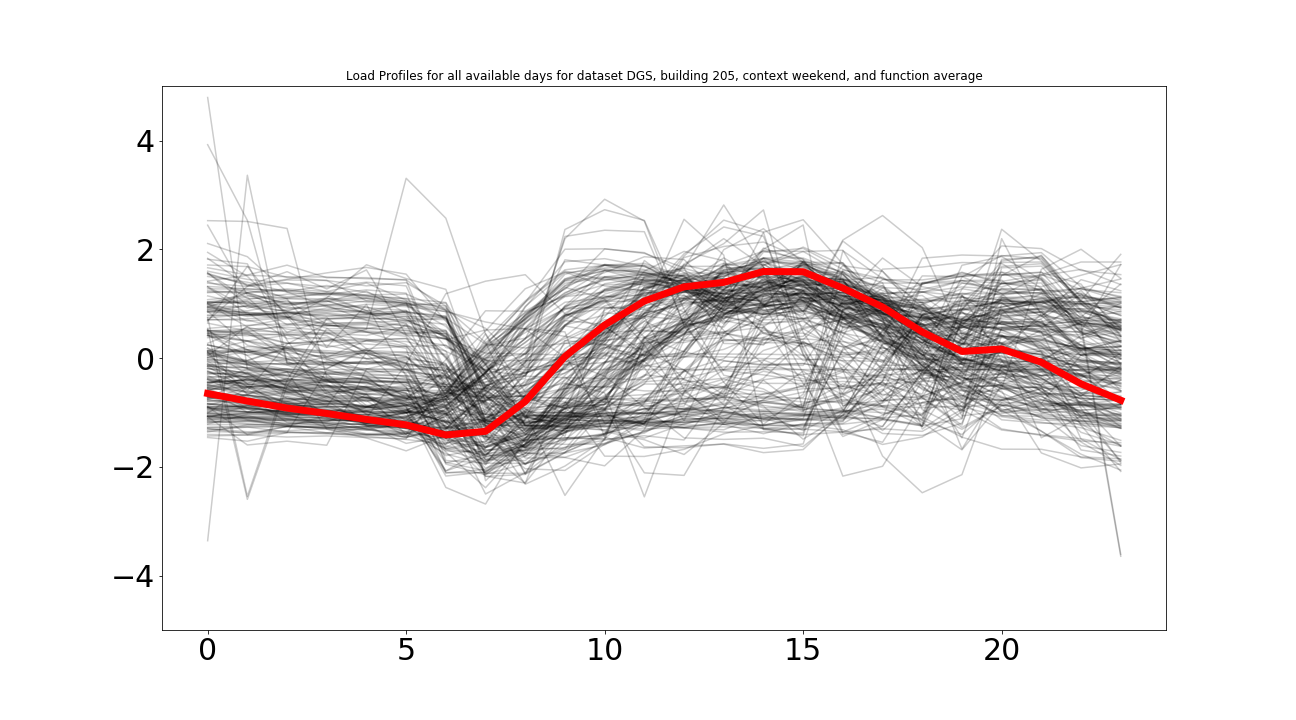 Load Profiles for all available days for dataset DGS, building 205, context weekend, and function average
4
2
0
−2
−4
0 5 10 15 20